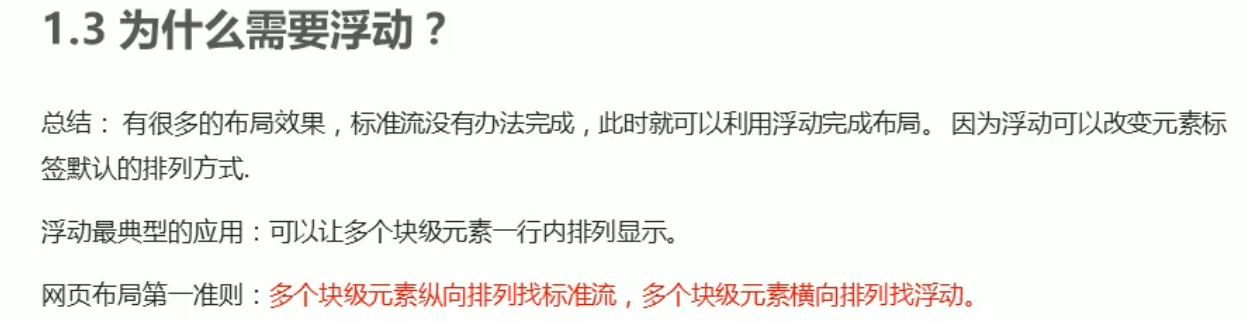 1.3 为什么需要浮动？
总结： 有很多的布局效果，标准流没有办法完成，此时就可以利用浮动完成布局。 因为浮动可以改变元素标
签默认的排列方式.
浮动最典型的应用：可以让多个块级元素一行内排列显示。
网页布局第一准则：多个块级元素纵向排列找标准流，多个块级元素横向排列找浮动。